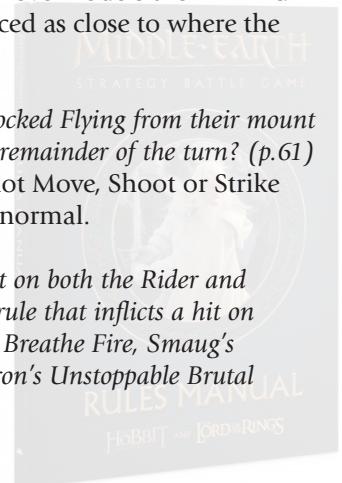 MIDDLE-EARTH
ced as close to where the
STRATEGY BATTLE GAME
ocked Flying from their mount
remainder of the turn? (p.61)
ot Move, Shoot or Strike
normal.
t on both the Rider and
rule that inflicts a hit on
Breathe Fire, Smaug's
ron's Unstoppable Brutal
RULES MANUAL
THE HOBBIT AND THE LORD OF THE RINGS